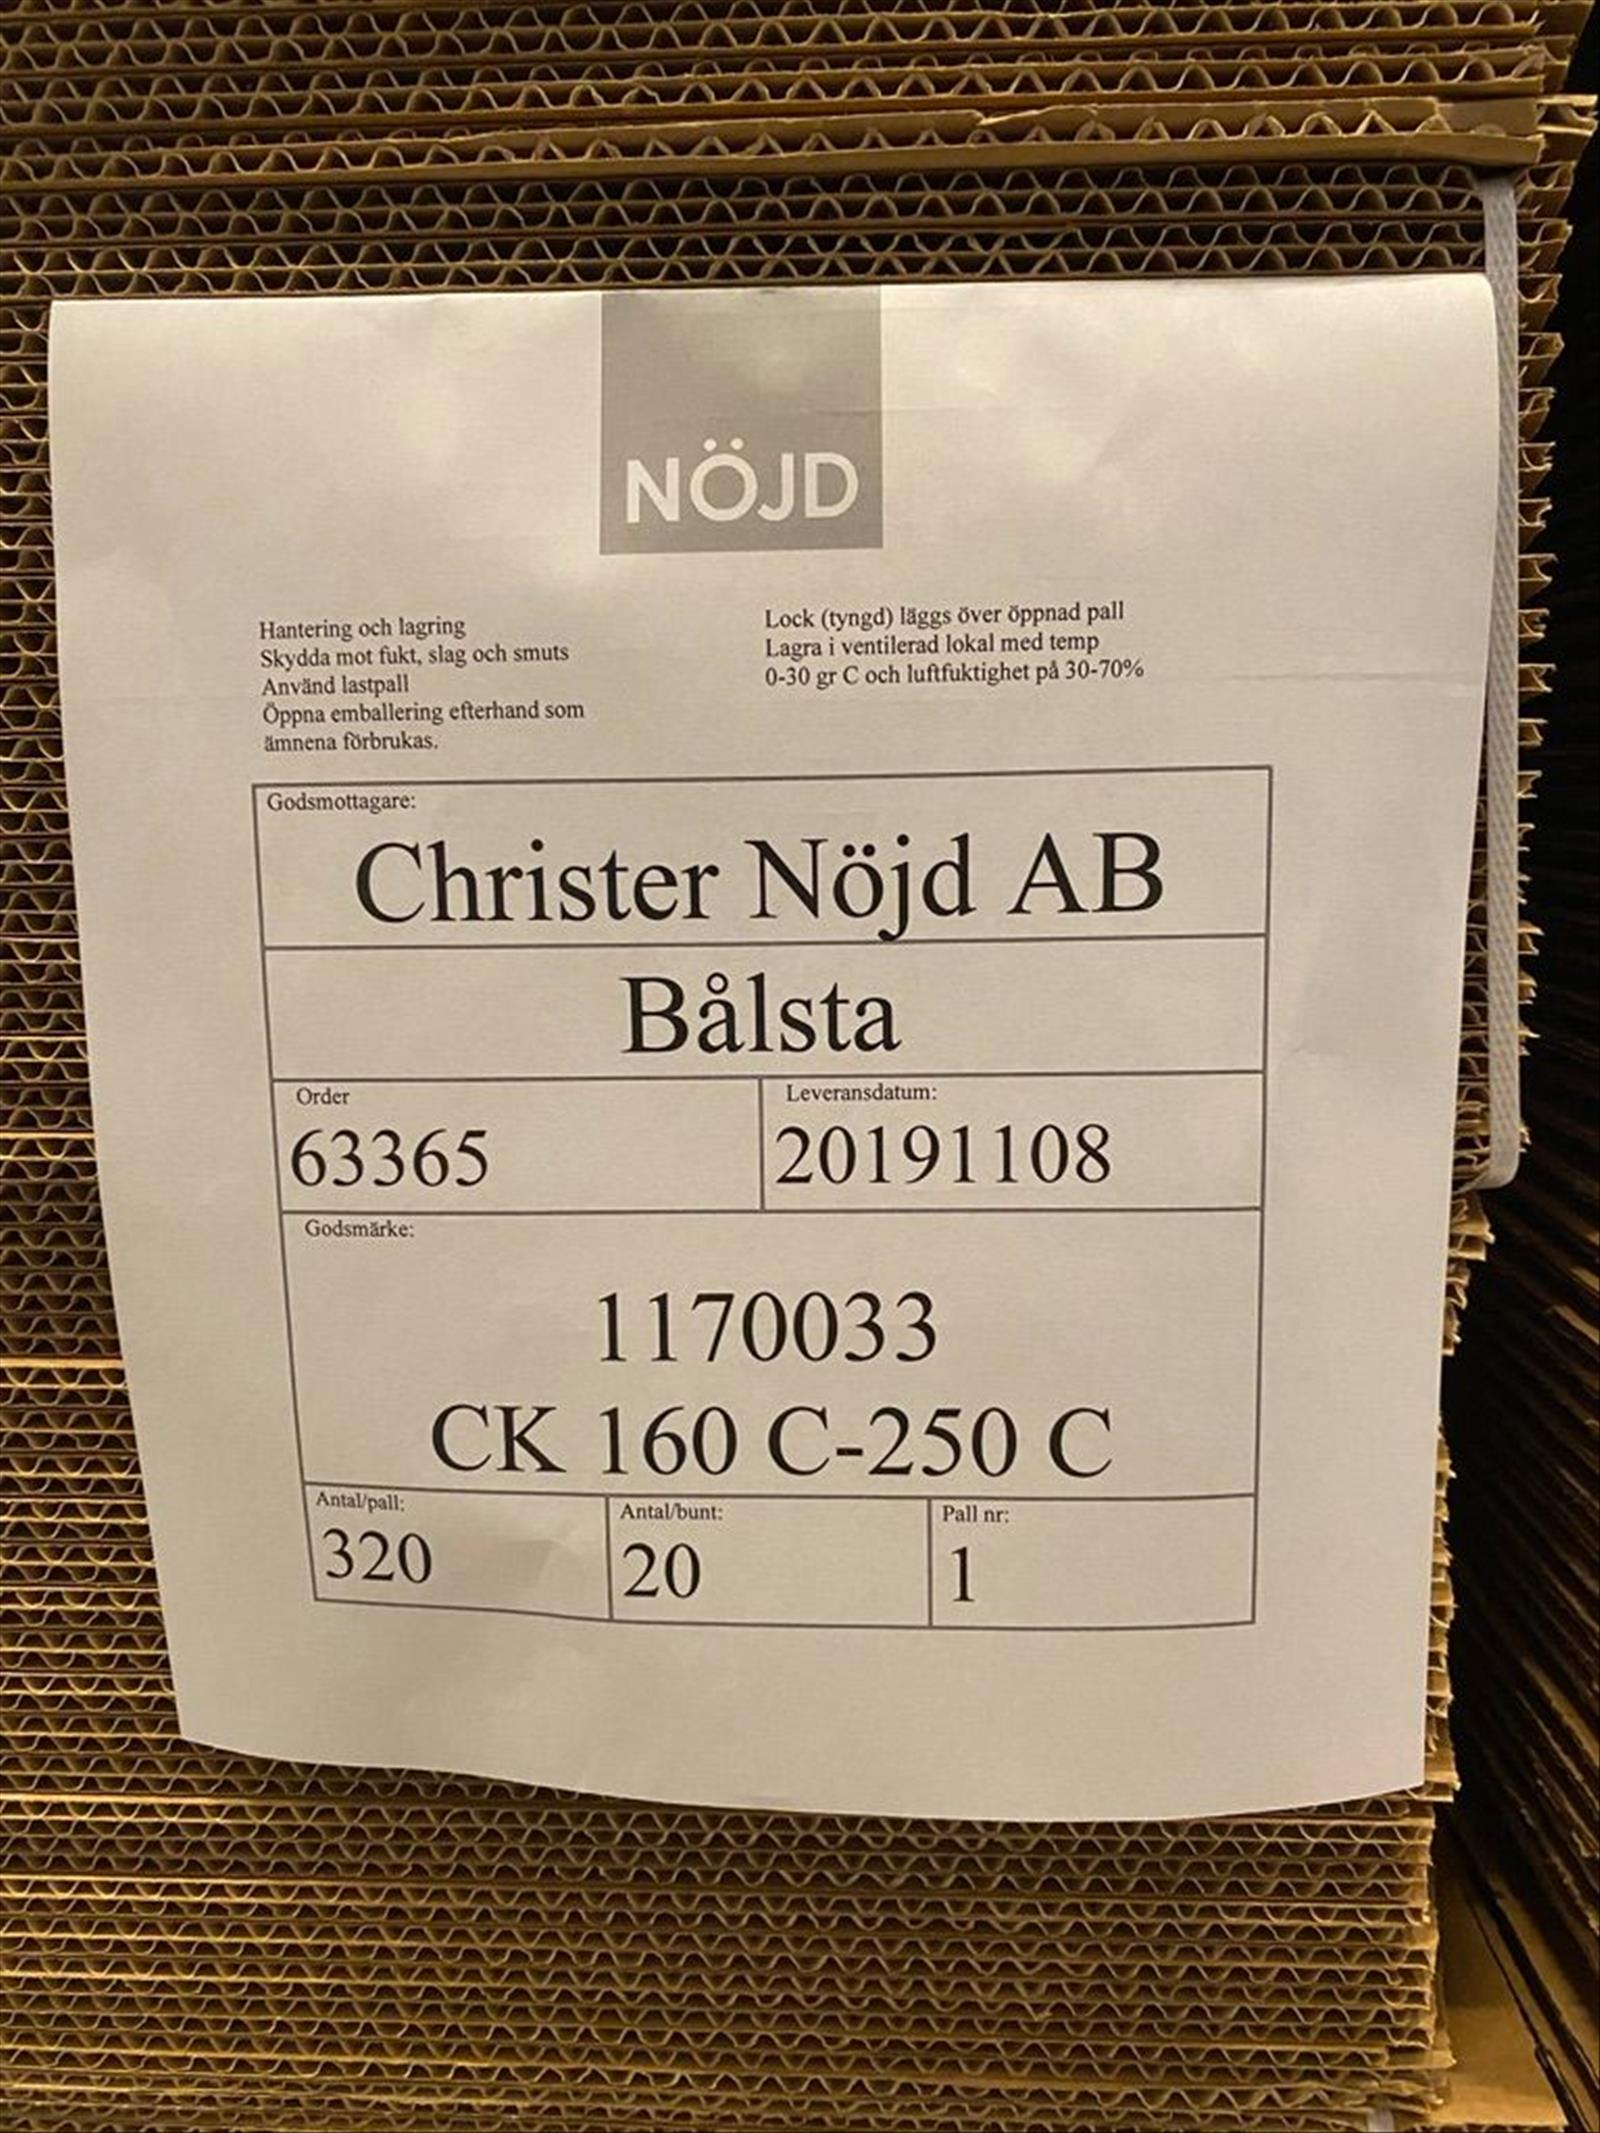 NÖJD
Hantering och lagring
Skydda mot fukt, slag och smuts
Använd lastpall
Öppna emballering efterhand som
ämnena förbrukas.
Lock (tyngd) läggs över öppnad pall
Lagra i ventilerad lokal med temp
0-30 gr C och luftfuktighet på 30-70%
Godsmottagare:
Christer Nöjd AB
Bålsta
Order
63365
Leveransdatum:
20191108
Godsmärke:
1170033
CK 160 C-250 C
Antal/pall:
320
Antal/bunt:
20
Pall nr:
1